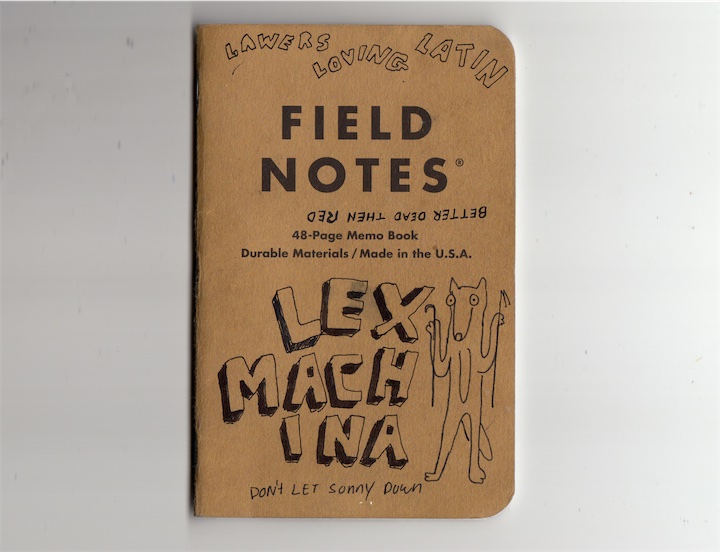 LAWERS LOVING LATIN
FIELD
NOTES®
BETTER DEAD THEN RED
48-Page Memo Book
Durable Materials / Made in the U.S.A.
LEX
MACH
INA
DON't LET SONNY DOWN